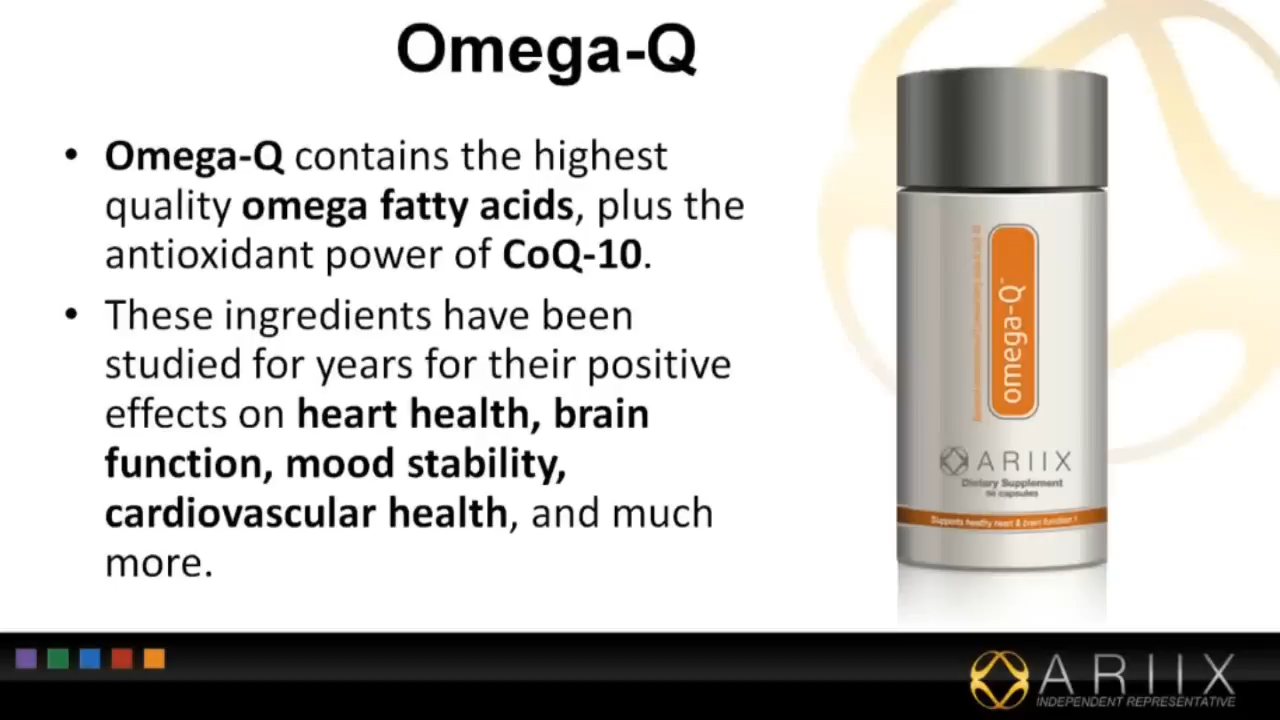 Omega-Q
• Omega-Q contains the highest
quality omega fatty acids, plus the
antioxidant power of CoQ-10.
• These ingredients have been
studied for years for their positive
effects on heart health, brain
function, mood stability,
cardiovascular health, and much
more.
omega-Q™
ARIIX
Dietary Supplement
capsules
Supports healthy heart & brain function †
ARIIX
INDEPENDENT REPRESENTATIVE